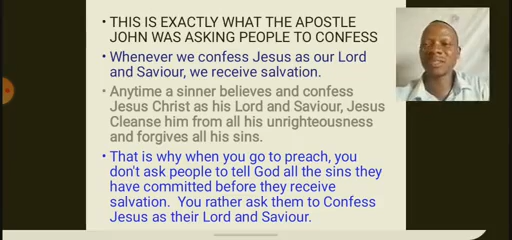 • THIS IS EXACTLY WHAT THE APOSTLE
JOHN WAS ASKING PEOPLE TO CONFESS
• Whenever we confess Jesus as our Lord
and Saviour, we receive salvation.
• Anytime a sinner believes and confess
Jesus Christ as his Lord and Saviour, Jesus
Cleanse him from all his unrighteousness
and forgives all his sins.
• That is why when you go to preach, you
don't ask people to tell God all the sins they
have committed before they receive
salvation. You rather ask them to Confess
Jesus as their Lord and Saviour.